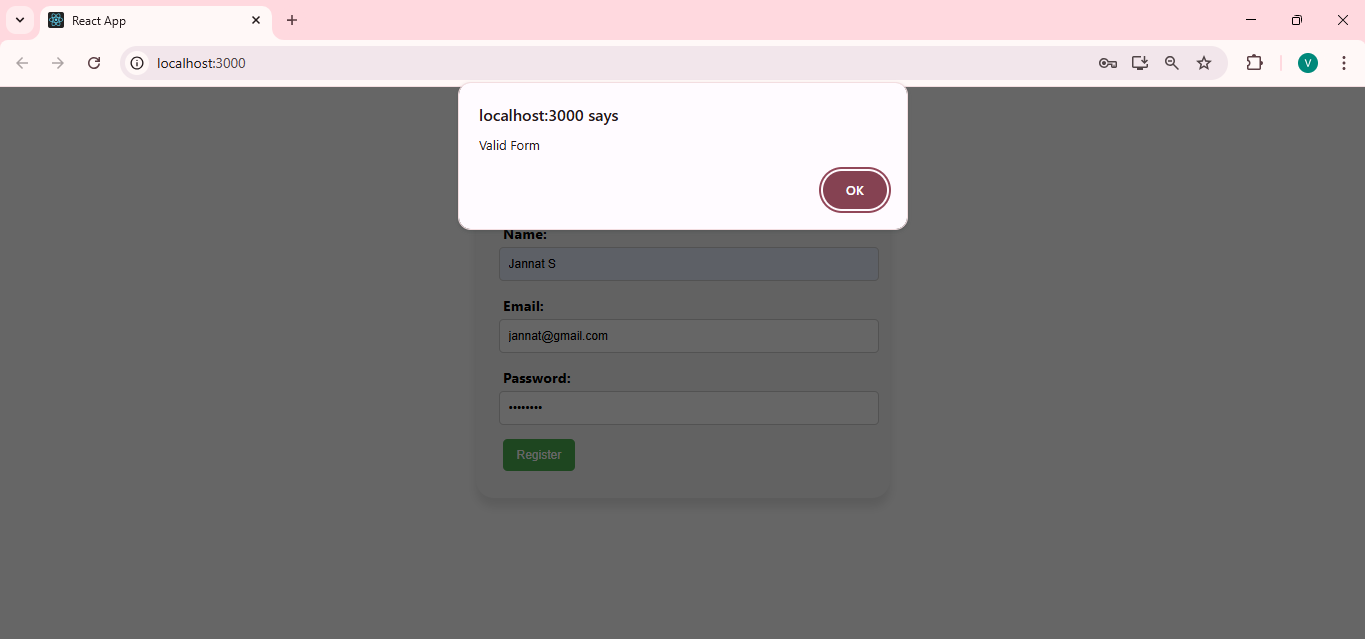 React App
localhost:3000
V
localhost:3000 says
Valid Form
OK
Name:
Jannat S
Email:
jannat@gmail.com
Password:
••••••••
Register